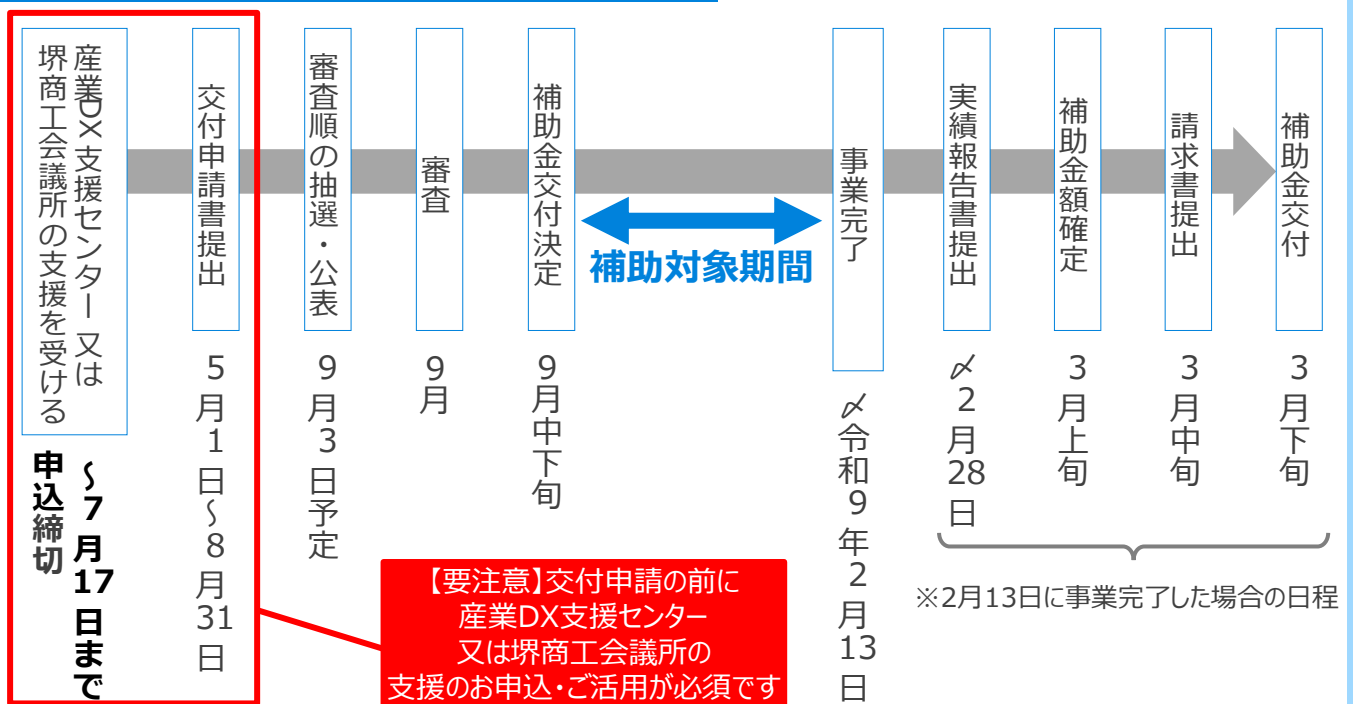 産業DX支援センター 又は
堺商工会議所の支援を受ける
～7月17日まで
申込締切
交付申請書提出
5月1日～8月31日
審査順の抽選・公表
9月3日予定
審査
9月
補助金交付決定
9月中下旬
補助対象期間
事業完了
〆令和9年2月13日
実績報告書提出
〆2月28日
補助金額確定
3月上旬
請求書提出
3月中旬
補助金交付
3月下旬
※2月13日に事業完了した場合の日程
【要注意】交付申請の前に
産業DX支援センター
又は堺商工会議所の
支援のお申込・ご活用が必須です